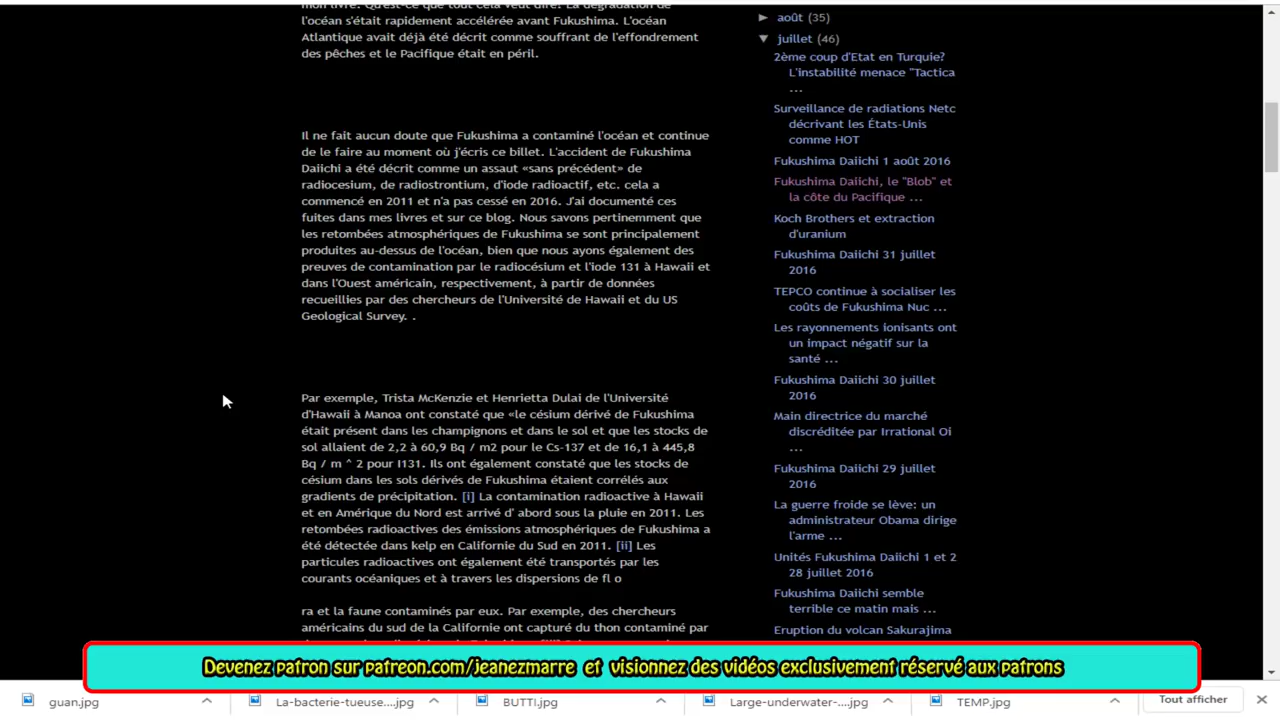 mon livre. Qu'est-ce que tout cela veut dire? La dégradation de
l'océan s'était rapidement accélérée avant Fukushima. L'océan
Atlantique avait déjà été décrit comme souffrant de l'effondrement
des pêches et le Pacifique était en péril.
Il ne fait aucun doute que Fukushima a contaminé l'océan et continue
de le faire au moment où j'écris ce billet. L'accident de Fukushima
Daiichi a été décrit comme un assaut «sans précédent» de
radiocesium, de radiostrontium, d'iode radioactif, etc. cela a
commencé en 2011 et n'a pas cessé en 2016. J'ai documenté ces
fuites dans mes livres et sur ce blog. Nous savons pertinemment que
les retombées atmosphériques de Fukushima se sont principalement
produites au-dessus de l'océan, bien que nous ayons également des
preuves de contamination par le radiocésium et l'iode 131 à Hawaii et
dans l'Ouest américain, respectivement, à partir de données
recueillies par des chercheurs de l'Université de Hawaii et du US
Geological Survey. .
Par exemple, Trista McKenzie et Henrietta Dulai de l'Université
d'Hawaii à Manoa ont constaté que «le césium dérivé de Fukushima
était présent dans les champignons et dans le sol et que les stocks de
sol allaient de 2,2 à 60,9 Bq / m2 pour le Cs-137 et de 16,1 à 445,8
Bq / m ^ 2 pour I131. Ils ont également constaté que les stocks de
césium dans les sols dérivés de Fukushima étaient corrélés aux
gradients de précipitation. [i] La contamination radioactive à Hawaii
et en Amérique du Nord est arrivé d' abord sous la pluie en 2011. Les
retombées radioactives des émissions atmosphériques de Fukushima a
été détectée dans kelp en Californie du Sud en 2011. [ii] Les
particules radioactives ont également été transportés par les
courants océaniques et à travers les dispersions de fl o
ra et la faune contaminés par eux. Par exemple, des chercheurs
américains du sud de la Californie ont capturé du thon contaminé par
► août (35)
▼ juillet (46)
2ème coup d'Etat en Turquie?
L'instabilité menace "Tactica
...
Surveillance de radiations Netc
décrivant les États-Unis
comme HOT
Fukushima Daiichi 1 août 2016
Fukushima Daiichi, le "Blob" et
la côte du Pacifique ...
Koch Brothers et extraction
d'uranium
Fukushima Daiichi 31 juillet
2016
TEPCO continue à socialiser les
coûts de Fukushima Nuc ...
Les rayonnements ionisants ont
un impact négatif sur la
santé ...
Fukushima Daiichi 30 juillet
2016
Main directrice du marché
discréditée par Irrational Oi
...
Fukushima Daiichi 29 juillet
2016
La guerre froide se lève: un
administrateur Obama dirige
l'arme ...
Unités Fukushima Daiichi 1 et 2
28 juillet 2016
Fukushima Daiichi semble
terrible ce matin mais ...
Eruption du volcan Sakurajima
Devenez patron sur patreon.com/jeanezmarre et visionnez des vidéos exclusivement réservé aux patrons
guan.jpg
La-bacterie-tueuse....jpg
BUTTI.jpg
Large-underwater-....jpg
TEMP.jpg
Tout afficher